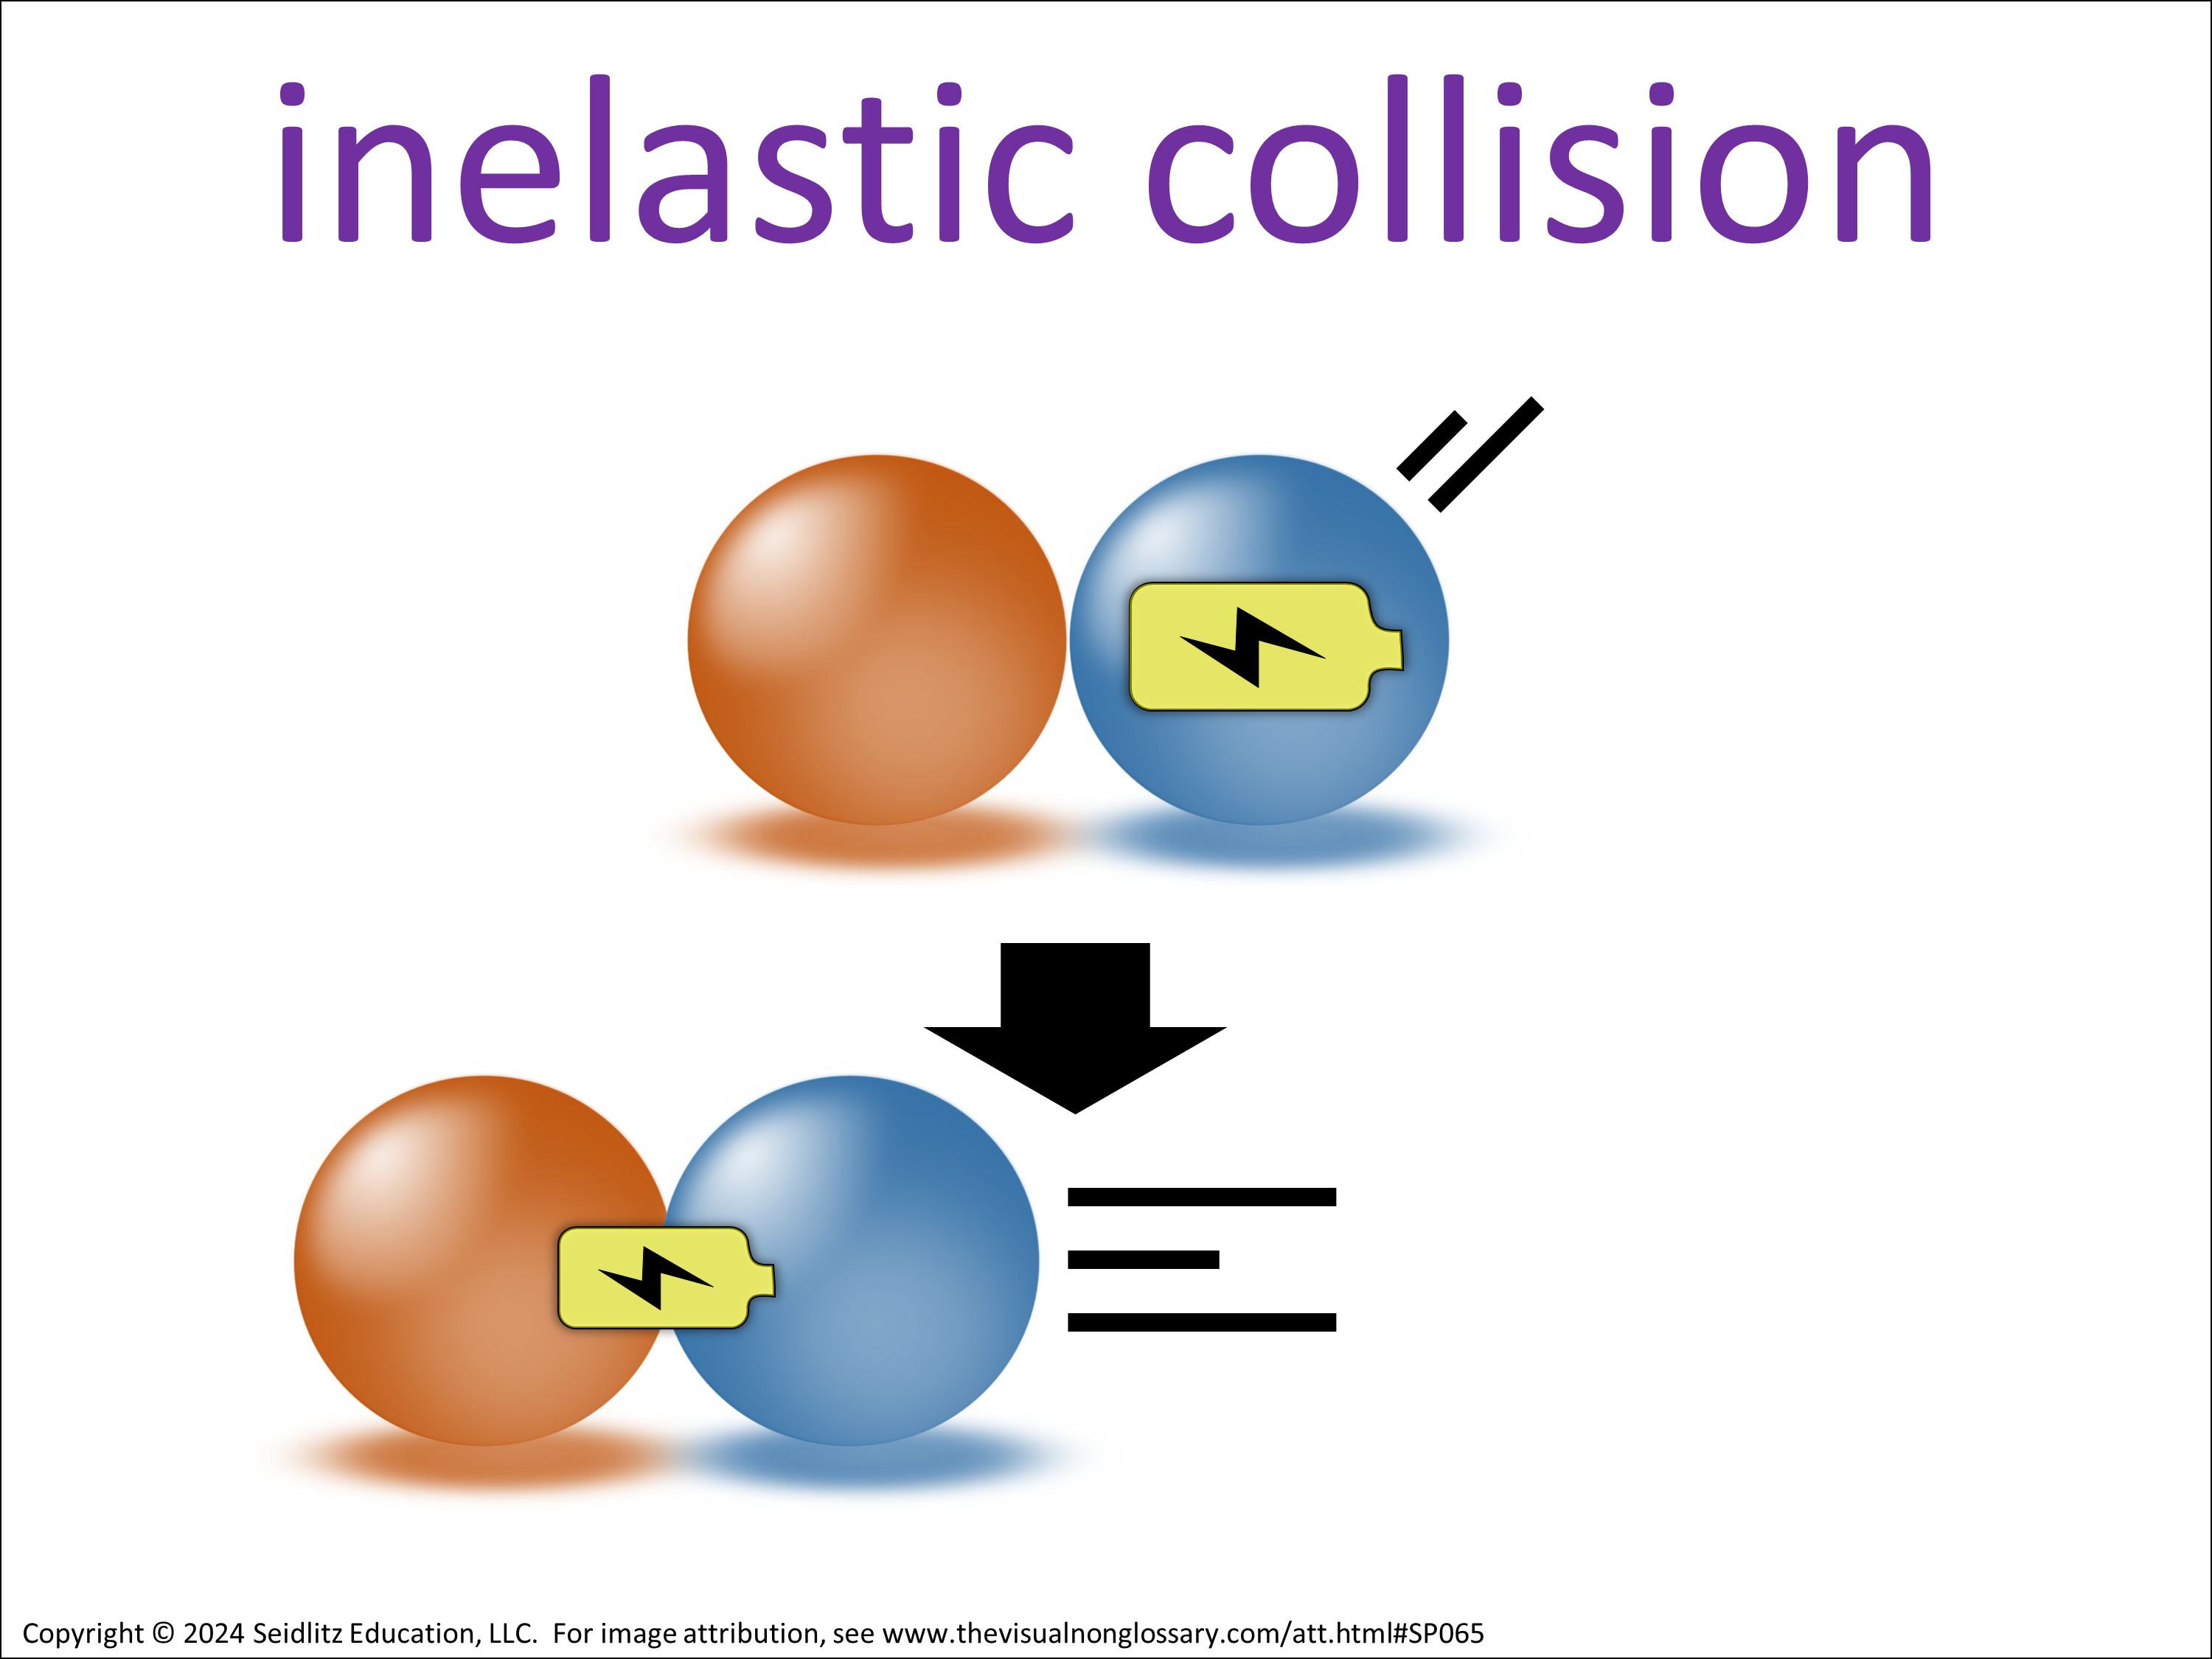 inelastic collision
Copyright © 2024 Seidlitz Education, LLC.  For image attribution, see www.thevisualnonglossary.com/att.html#SP065